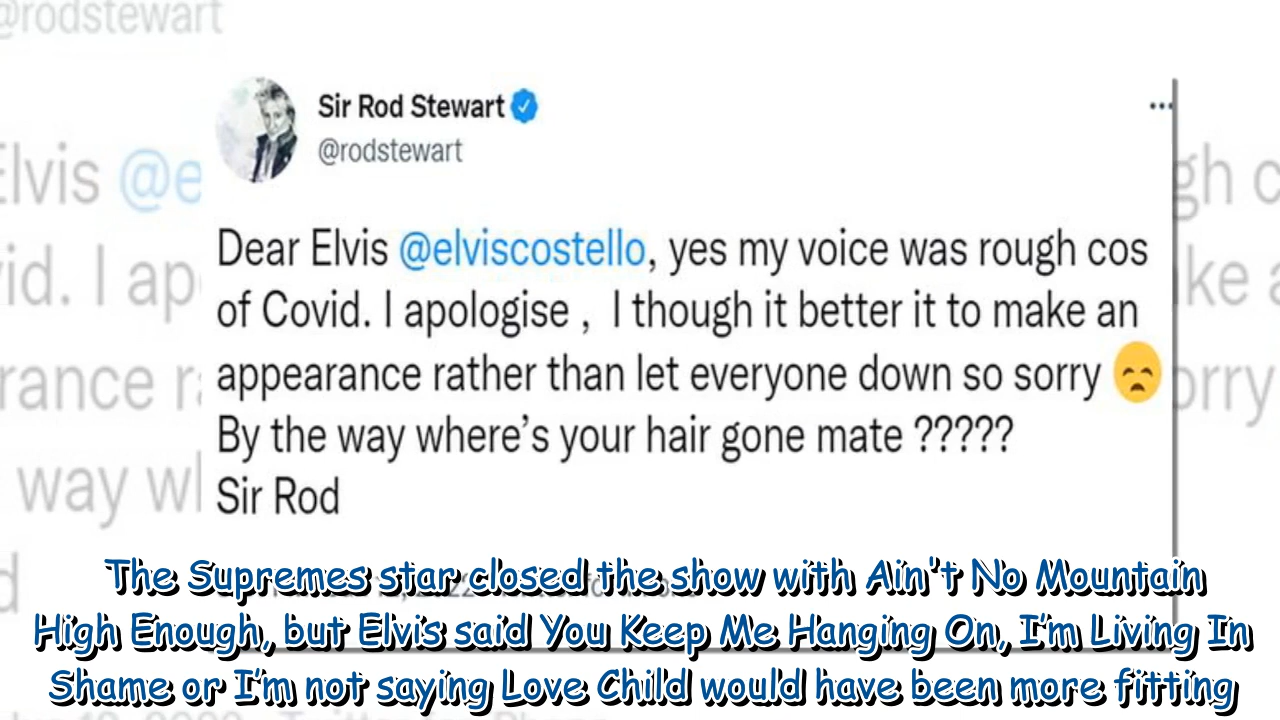 @rodstewart
Sir Rod Stewart
@rodstewart
Elvis @e
Dear Elvis @elviscostello, yes my voice was rough cos
of Covid. I apologise , I though it better it to make an
appearance rather than let everyone down so sorry 😞
By the way where's your hair gone mate ?????
Sir Rod
The Supremes star closed the show with Ain't No Mountain
High Enough, but Elvis said You Keep Me Hanging On, I'm Living In
Shame or I'm not saying Love Child would have been more fitting